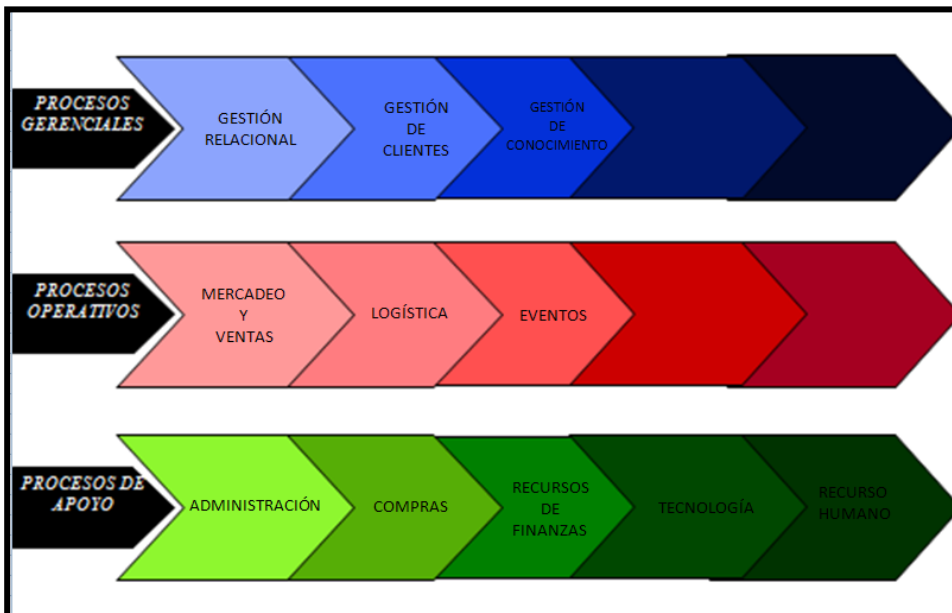 PROCESOS
GERENCIALES
GESTIÓN
RELACIONAL
GESTIÓN
DE
CLIENTES
GESTIÓN
DE
CONOCIMIENTO
PROCESOS
OPERATIVOS
MERCADEO
Y
VENTAS
LOGÍSTICA
EVENTOS
PROCESOS DE
APOYO
ADMINISTRACIÓN
COMPRAS
RECURSOS
DE
FINANZAS
TECNOLOGÍA
RECURSO
HUMANO